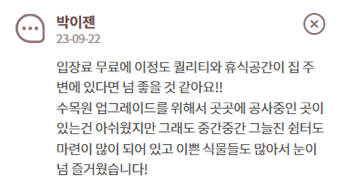 박이젠
23-09-22
입장료 무료에 이정도 퀄리티와 휴식공간이 집 주
변에 있다면 넘 좋을 것 같아요!!
수목원 업그레이드를 위해서 곳곳에 공사중인 곳이
있는건 아쉬웠지만 그래도 중간중간 그늘진 쉼터도
마련이 많이 되어 있고 이쁜 식물들도 많아서 눈이
넘 즐거웠습니다!